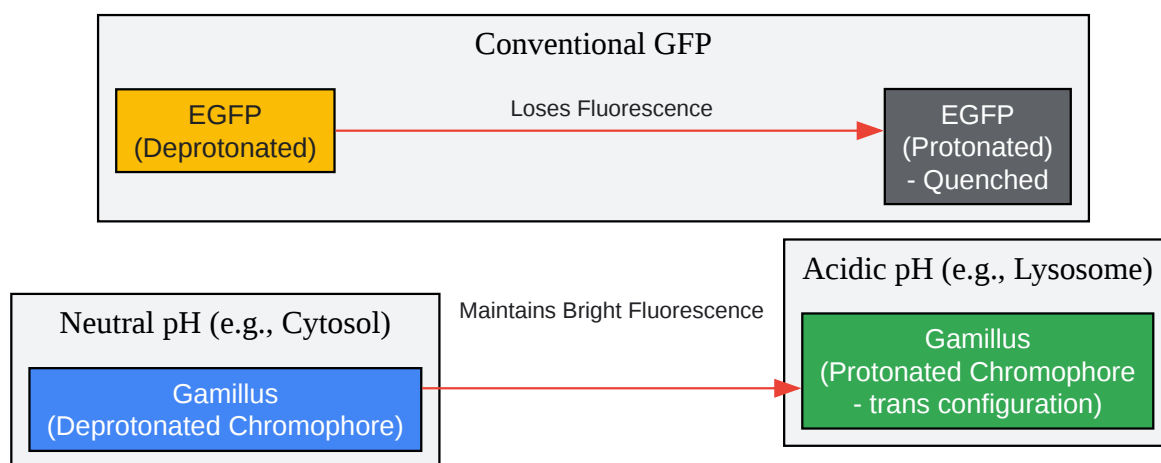 Conventional GFP
EGFP
(Deprotonated)
Loses Fluorescence
EGFP
(Protonated)
- Quenched
Neutral pH (e.g., Cytosol)
Gamillus
(Deprotonated Chromophore)
Maintains Bright Fluorescence
Acidic pH (e.g., Lysosome)
Gamillus
(Protonated Chromophore
- trans configuration)